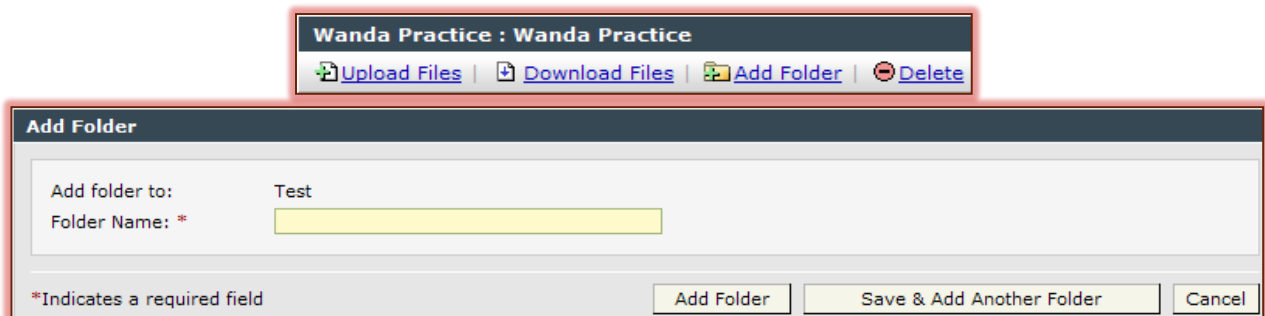 Wanda Practice : Wanda Practice
Upload Files | Download Files | Add Folder | Delete
Add Folder
Add folder to: Test
Folder Name: *
*Indicates a required field Add Folder Save & Add Another Folder Cancel